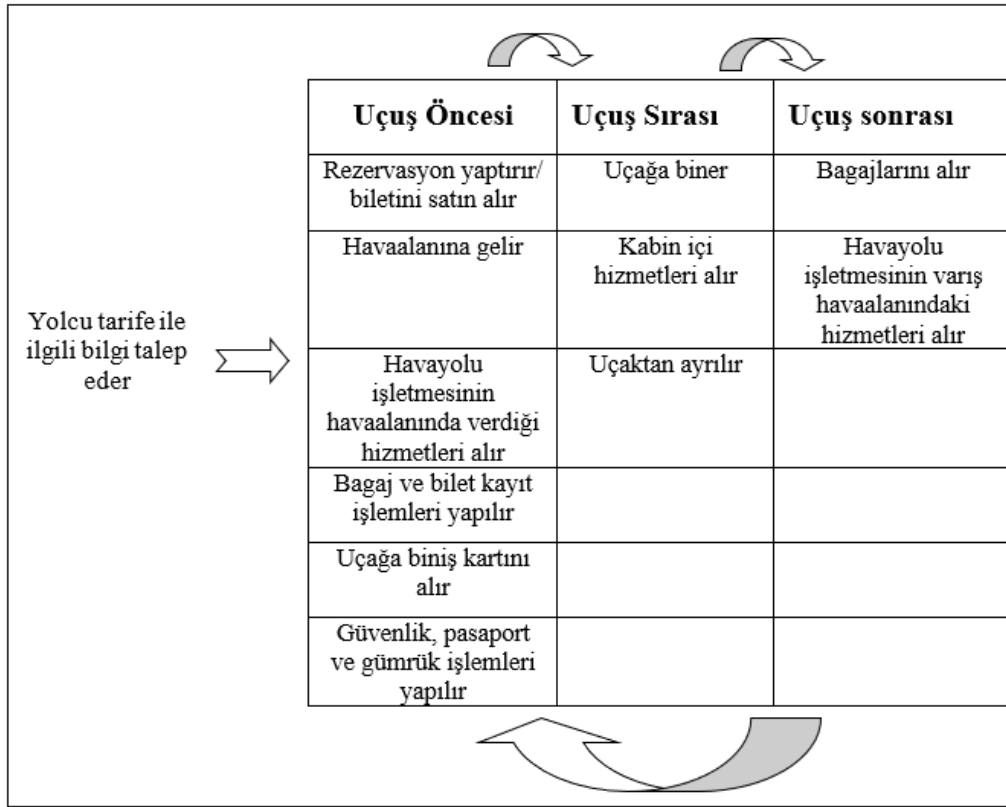 Uçuş Öncesi
Uçuş Sırası
Uçuş sonrası
Rezervasyon yaptırır/
biletini satın alır
Uçağa biner
Bagajlarını alır
Havaalanına gelir
Kabin içi
hizmetleri alır
Havayolu
işletmesinin varış
havaalanındaki
hizmetleri alır
Yolcu tarife ile
ilgili bilgi talep
eder
Havayolu
işletmesinin
havaalanında verdiği
hizmetleri alır
Uçaktan ayrılır
Bagaj ve bilet kayıt
işlemleri yapılır
Uçağa biniş kartını
alır
Güvenlik, pasaport
ve gümrük işlemleri
yapılır